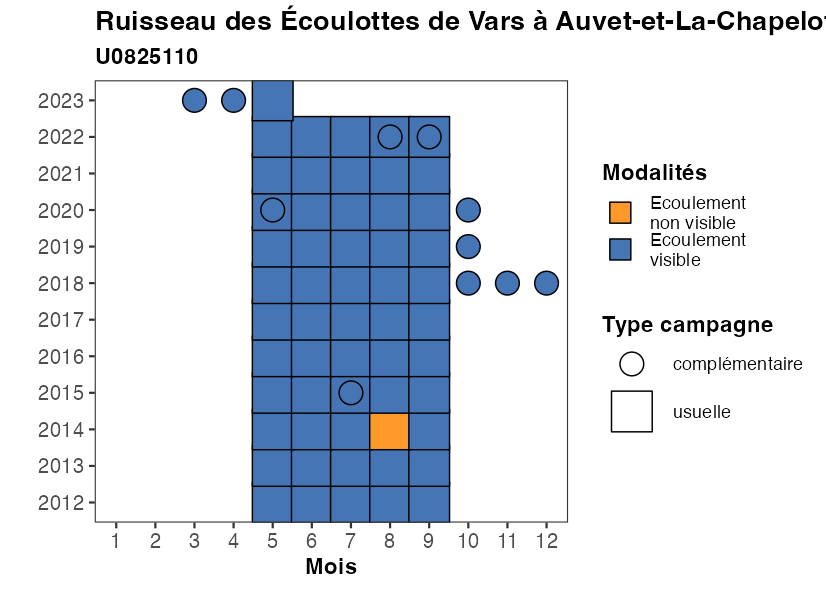 Ruisseau des Écoulottes de Vars à Auvet-et-La-Chapelo
U0825110
2023
2022
2021
2020
2019
2018
2017
2016
2015
2014
2013
2012
1 2 3 4 5 6 7 8 9 10 11 12
Mois
Modalités
Ecoulement
non visible
Ecoulement
visible
Type campagne
complémentaire
usuelle